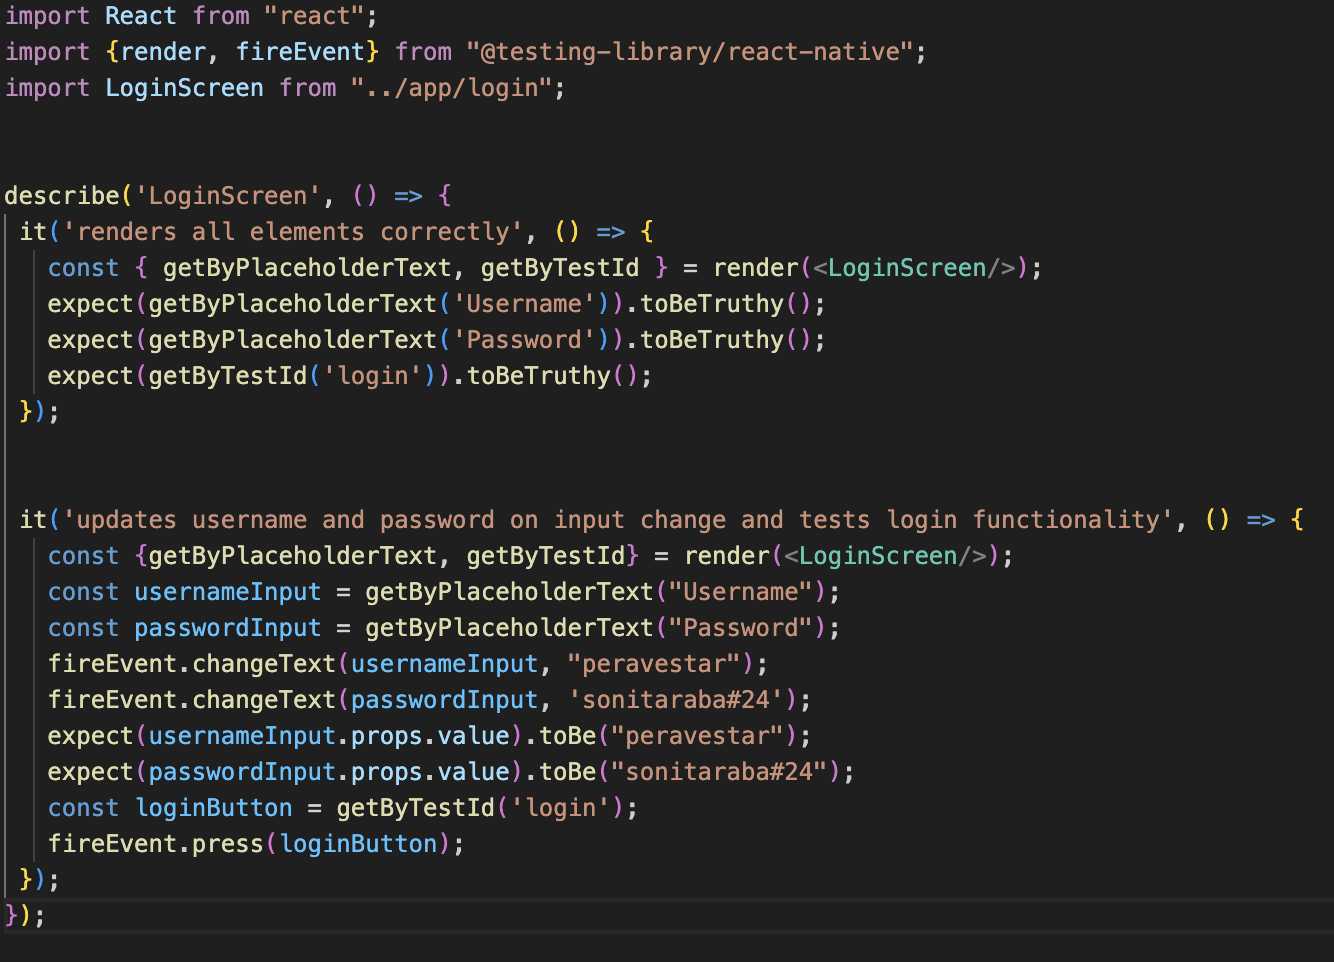 import React from "react";
import {render, fireEvent} from "@testing-library/react-native";
import LoginScreen from "../app/login";
describe('LoginScreen', () => {
it('renders all elements correctly', () => {
const { getByPlaceholderText, getByTestId } = render(<LoginScreen/>);
expect(getByPlaceholderText('Username')).toBeTruthy();
expect(getByPlaceholderText('Password')).toBeTruthy();
expect(getByTestId('login')).toBeTruthy();
});
it('updates username and password on input change and tests login functionality', () => {
const {getByPlaceholderText, getByTestId} = render(<LoginScreen/>);
const usernameInput = getByPlaceholderText("Username");
const passwordInput = getByPlaceholderText("Password");
fireEvent.changeText(usernameInput, "peravestar");
fireEvent.changeText(passwordInput, 'sonitaraba#24');
expect(usernameInput.props.value).toBe("peravestar");
expect(passwordInput.props.value).toBe("sonitaraba#24");
const loginButton = getByTestId('login');
fireEvent.press(loginButton);
});
});